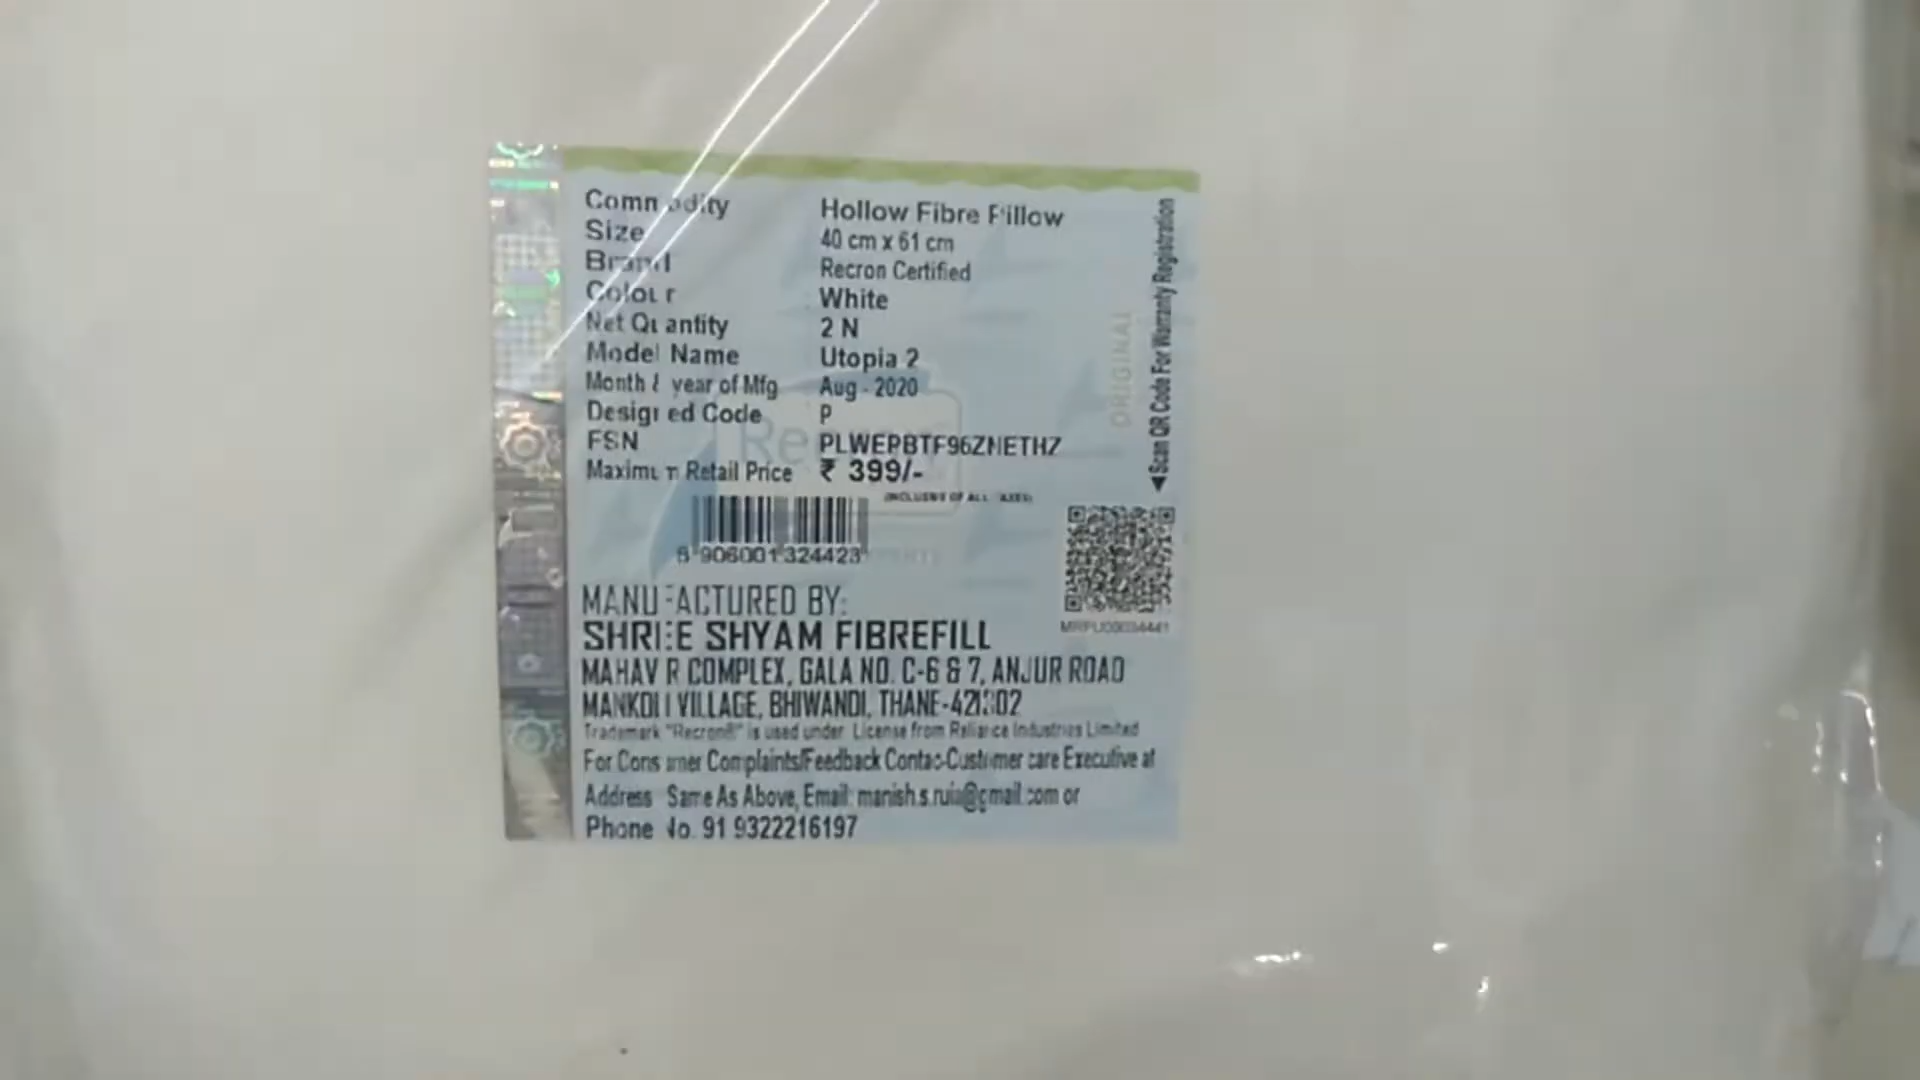 Commodity Hollow Fibre Pillow
Size 40 cm x 61 cm
Brand Recron Certified
Colour : White
Net Quantity 2 N
Model Name Utopia 2
Month & year of Mfg Aug - 2020
Designed Code P
FSN PLWEPBTF96ZNETHZ
Maximum Retail Price ₹ 399/-
(INCLUSIVE OF ALL TAXES)
8 906001 324423
ORIGINAL
◀Scan QR Code For Warranty Registration
MANUFACTURED BY:
SHREE SHYAM FIBREFILL
MAHAVIR COMPLEX, GALA NO. C-6 & 7, ANJUR ROAD
MANKOLI VILLAGE, BHIWANDI, THANE-421302
Trademark "Recron®" is used under License from Reliance Industries Limited
For Consumer Complaints/Feedback Contact-Customer care Executive at
Address : Same As Above, Email: manish.s.ruia@gmail.com or
Phone No. 91 9322216197